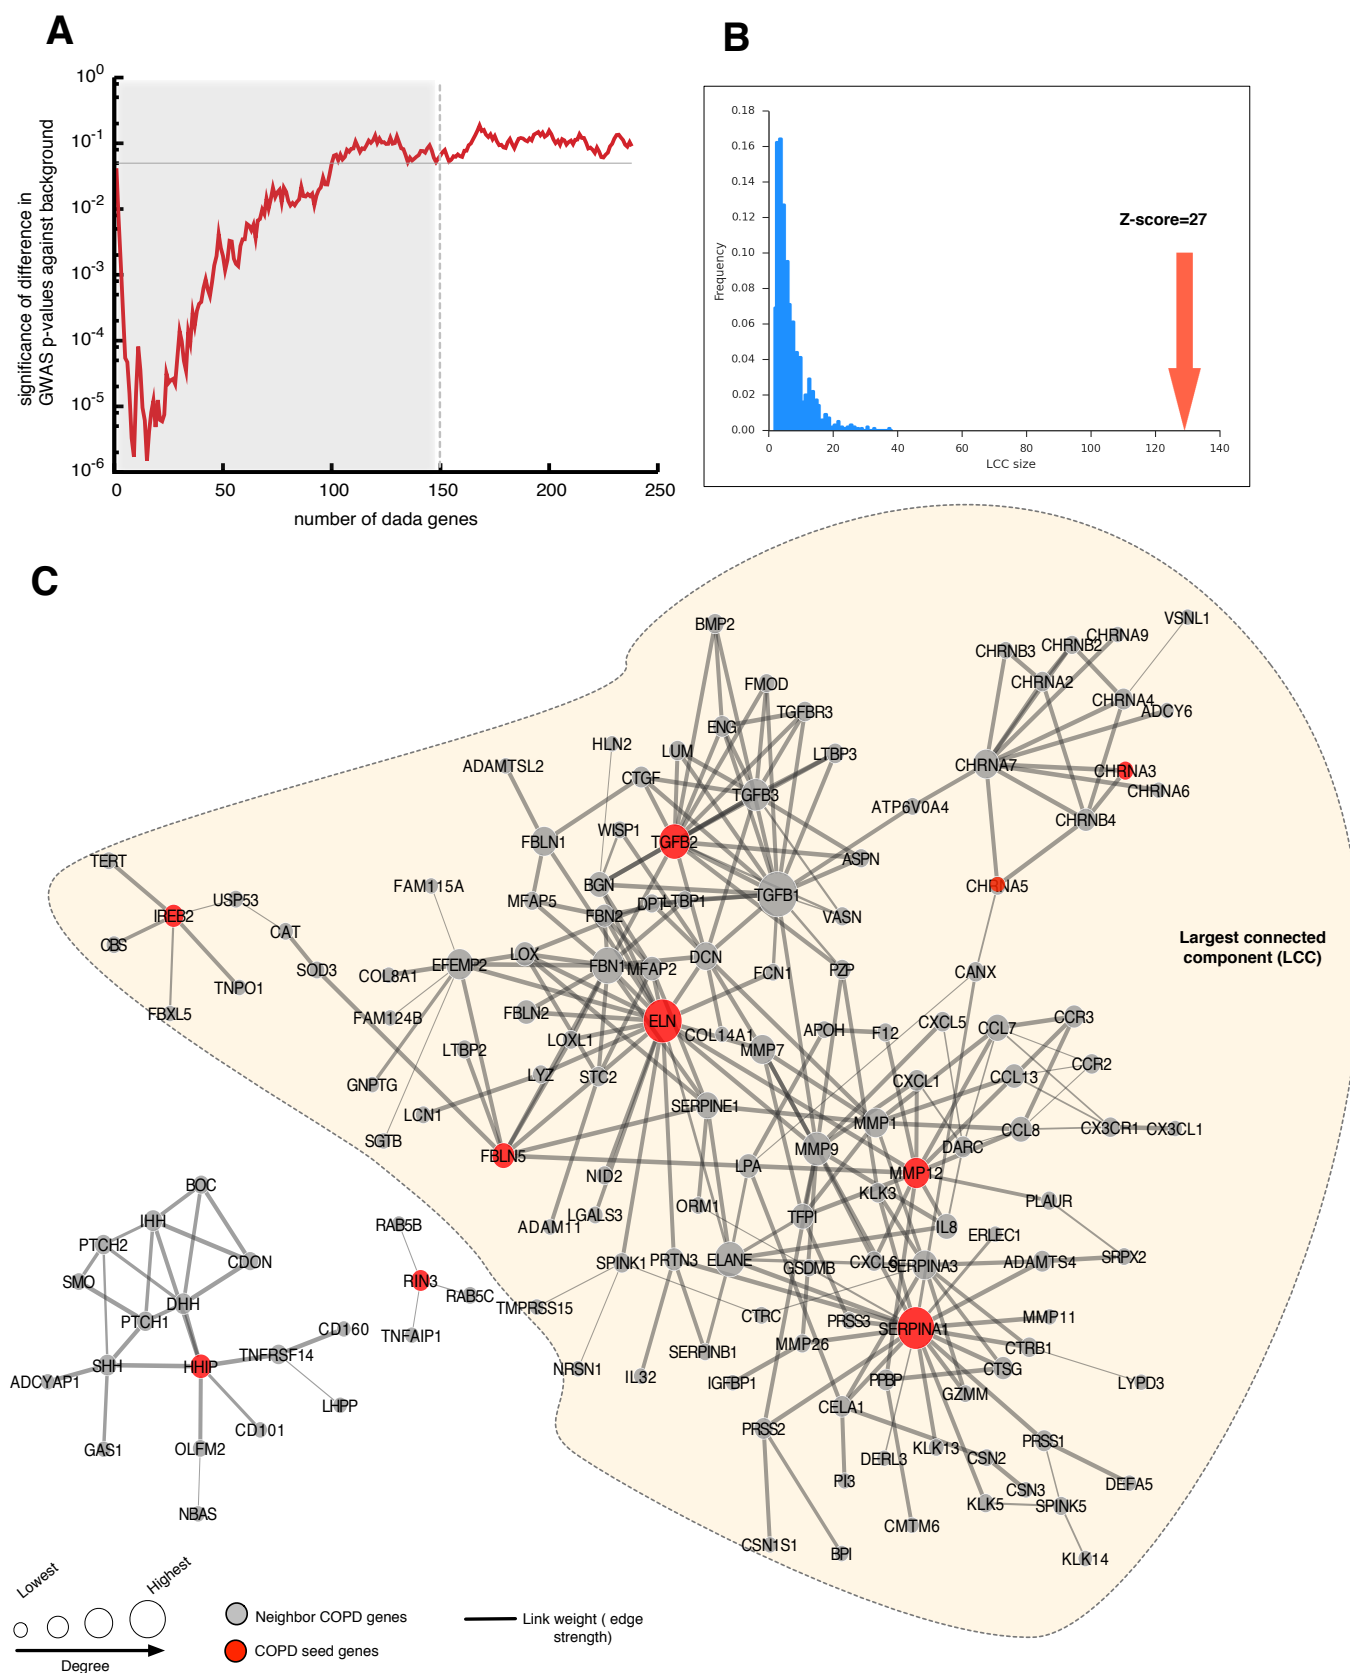 A
10^0
10^-1
10^-2
10^-3
10^-4
10^-5
10^-6
significance of difference in
GWAS p-values against background
0 50 100 150 200 250
number of dada genes
B
0.18
0.16
0.14
0.12
0.10
0.08
0.06
0.04
0.02
0.00
Frequency
Z-score=27
0 20 40 60 80 100 120 140
LCC size
C
VSNL1
BMP2
CHRNA9
CHRNB2
CHRNB3
FMOD
CHRNA2
CHRNA4
TGFBR3
ADCY6
ENG
HLN2
LUM
LTBP3
ADAMTSL2
CTGF
CHRNA7
CHRNA3
TGFB3
CHRNA6
ATP6V0A4
CHRNB4
WISP1
FBLN1
TGFB2
TERT
ASPN
FAM115A
BGN
CHRNA5
TGFB1
USP53
MFAP5
DPT
LTBP1
IREB2
FBN2
VASN
CBS
CAT
Largest connected
component (LCC)
LOX
DCN
EFEMP2
FBN1
MFAP2
SOD3
COL8A1
FCN1
PZP
CANX
TNPO1
FBXL5
FAM124B
FBLN2
ELN
CXCL5
CCL7
CCR3
COL14A1
APOH
F12
LOXL1
LTBP2
MMP7
CCR2
LYZ
STC2
CXCL1
CCL13
GNPTG
LCN1
SERPINE1
MMP1
CCL8
CX3CR1
CX3CL1
SGTB
DARC
MMP9
FBLN5
LPA
MMP12
NID2
BOC
KLK3
PLAUR
ORM1
LGALS3
TFPI
IHH
RAB5B
ADAM11
IL8
ERLEC1
PTCH2
CDON
SPINK1
PRTN3
ELANE
GSDMB
CXCL6
SERPINA3
ADAMTS4
SRPX2
SMO
RIN3
RAB5C
DHH
TMPRSS15
CTRC
PRSS3
SERPINA1
MMP11
PTCH1
CD160
TNFAIP1
MMP26
CTRB1
TNFRSF14
SERPINB1
SHH
HHIP
NRSN1
IL32
IGFBP1
PPBP
CTSG
ADCYAP1
LYPD3
GZMM
LHPP
CELA1
CD101
PRSS2
GAS1
OLFM2
KLK13
PRSS1
DERL3
CSN2
PI3
DEFA5
CSN3
KLK5
SPINK5
NBAS
CMTM6
CSN1S1
BPI
KLK14
Lowest
Highest
Degree
Neighbor COPD genes
COPD seed genes
Link weight ( edge
strength)